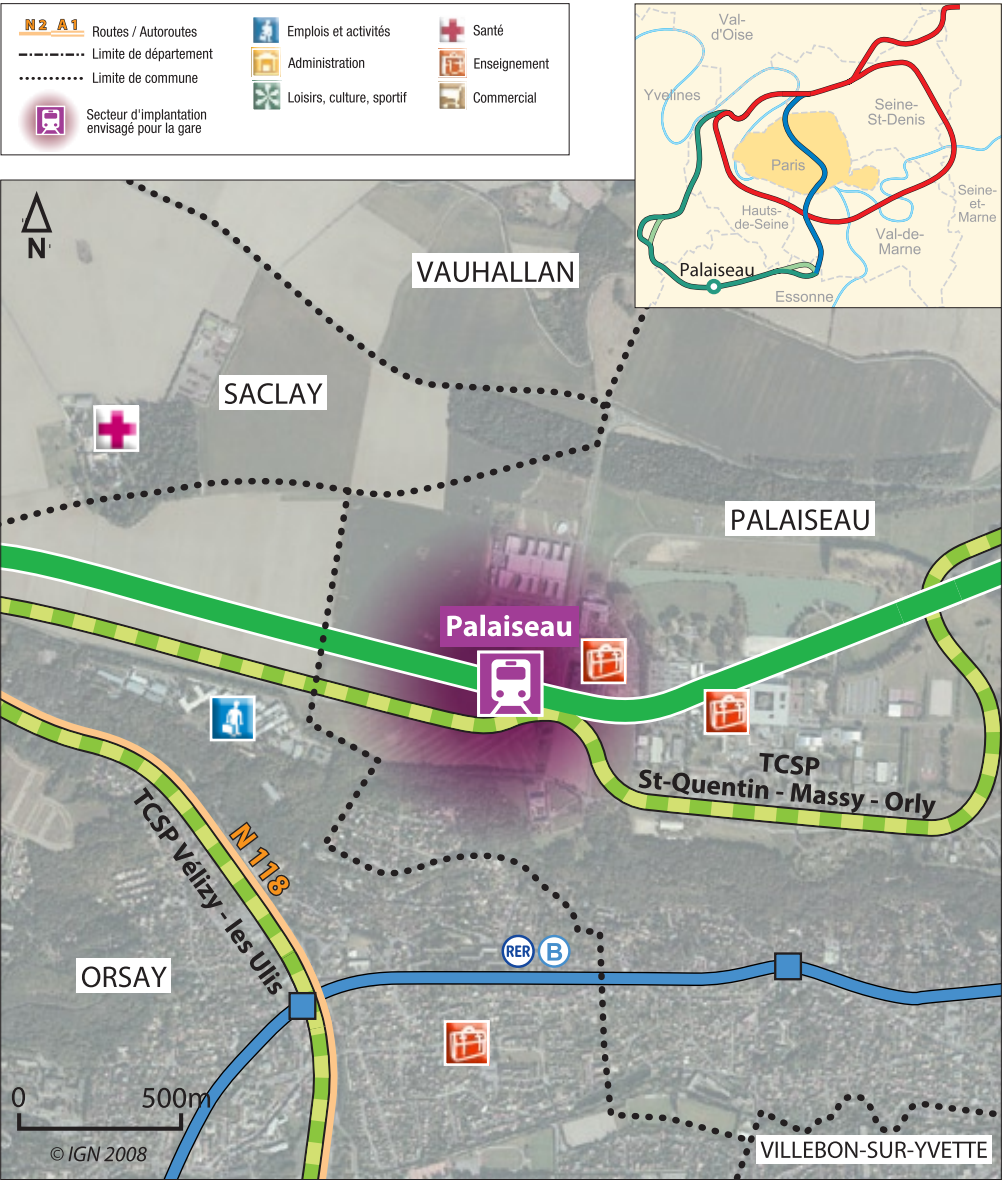 N2 A1
Routes / Autoroutes
Limite de département
Limite de commune
Secteur d'implantation
envisagé pour la gare
Emplois et activités
Administration
Loisirs, culture, sportif
Santé
Enseignement
Commercial
Val-
d'Oise
Yvelines
Seine-
St-Denis
Paris
Hauts-
de-Seine
Val-de-
Marne
Seine-
et-
Marne
Palaiseau
Essonne
N
VAUHALLAN
SACLAY
PALAISEAU
Palaiseau
TCSP
St-Quentin - Massy - Orly
TCSP Vélizy - les Ulis
N 118
RER B
ORSAY
0 500m
© IGN 2008
VILLEBON-SUR-YVETTE